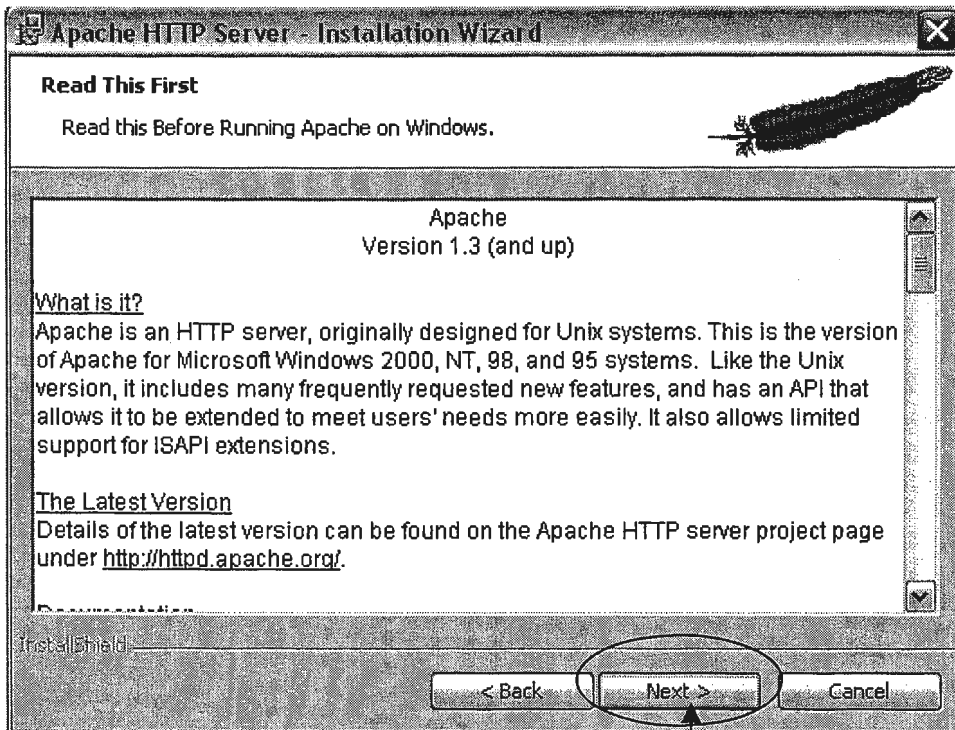 Apache HTTP Server - Installation Wizard
Read This First
Read this Before Running Apache on Windows.
Apache
Version 1.3 (and up)
What is it?
Apache is an HTTP server, originally designed for Unix systems. This is the version
of Apache for Microsoft Windows 2000, NT, 98, and 95 systems. Like the Unix
version, it includes many frequently requested new features, and has an API that
allows it to be extended to meet users' needs more easily. It also allows limited
support for ISAPI extensions.
The Latest Version
Details of the latest version can be found on the Apache HTTP server project page
under http://httpd.apache.org/.
Documentation
InstallShield
< Back
Next >
Cancel